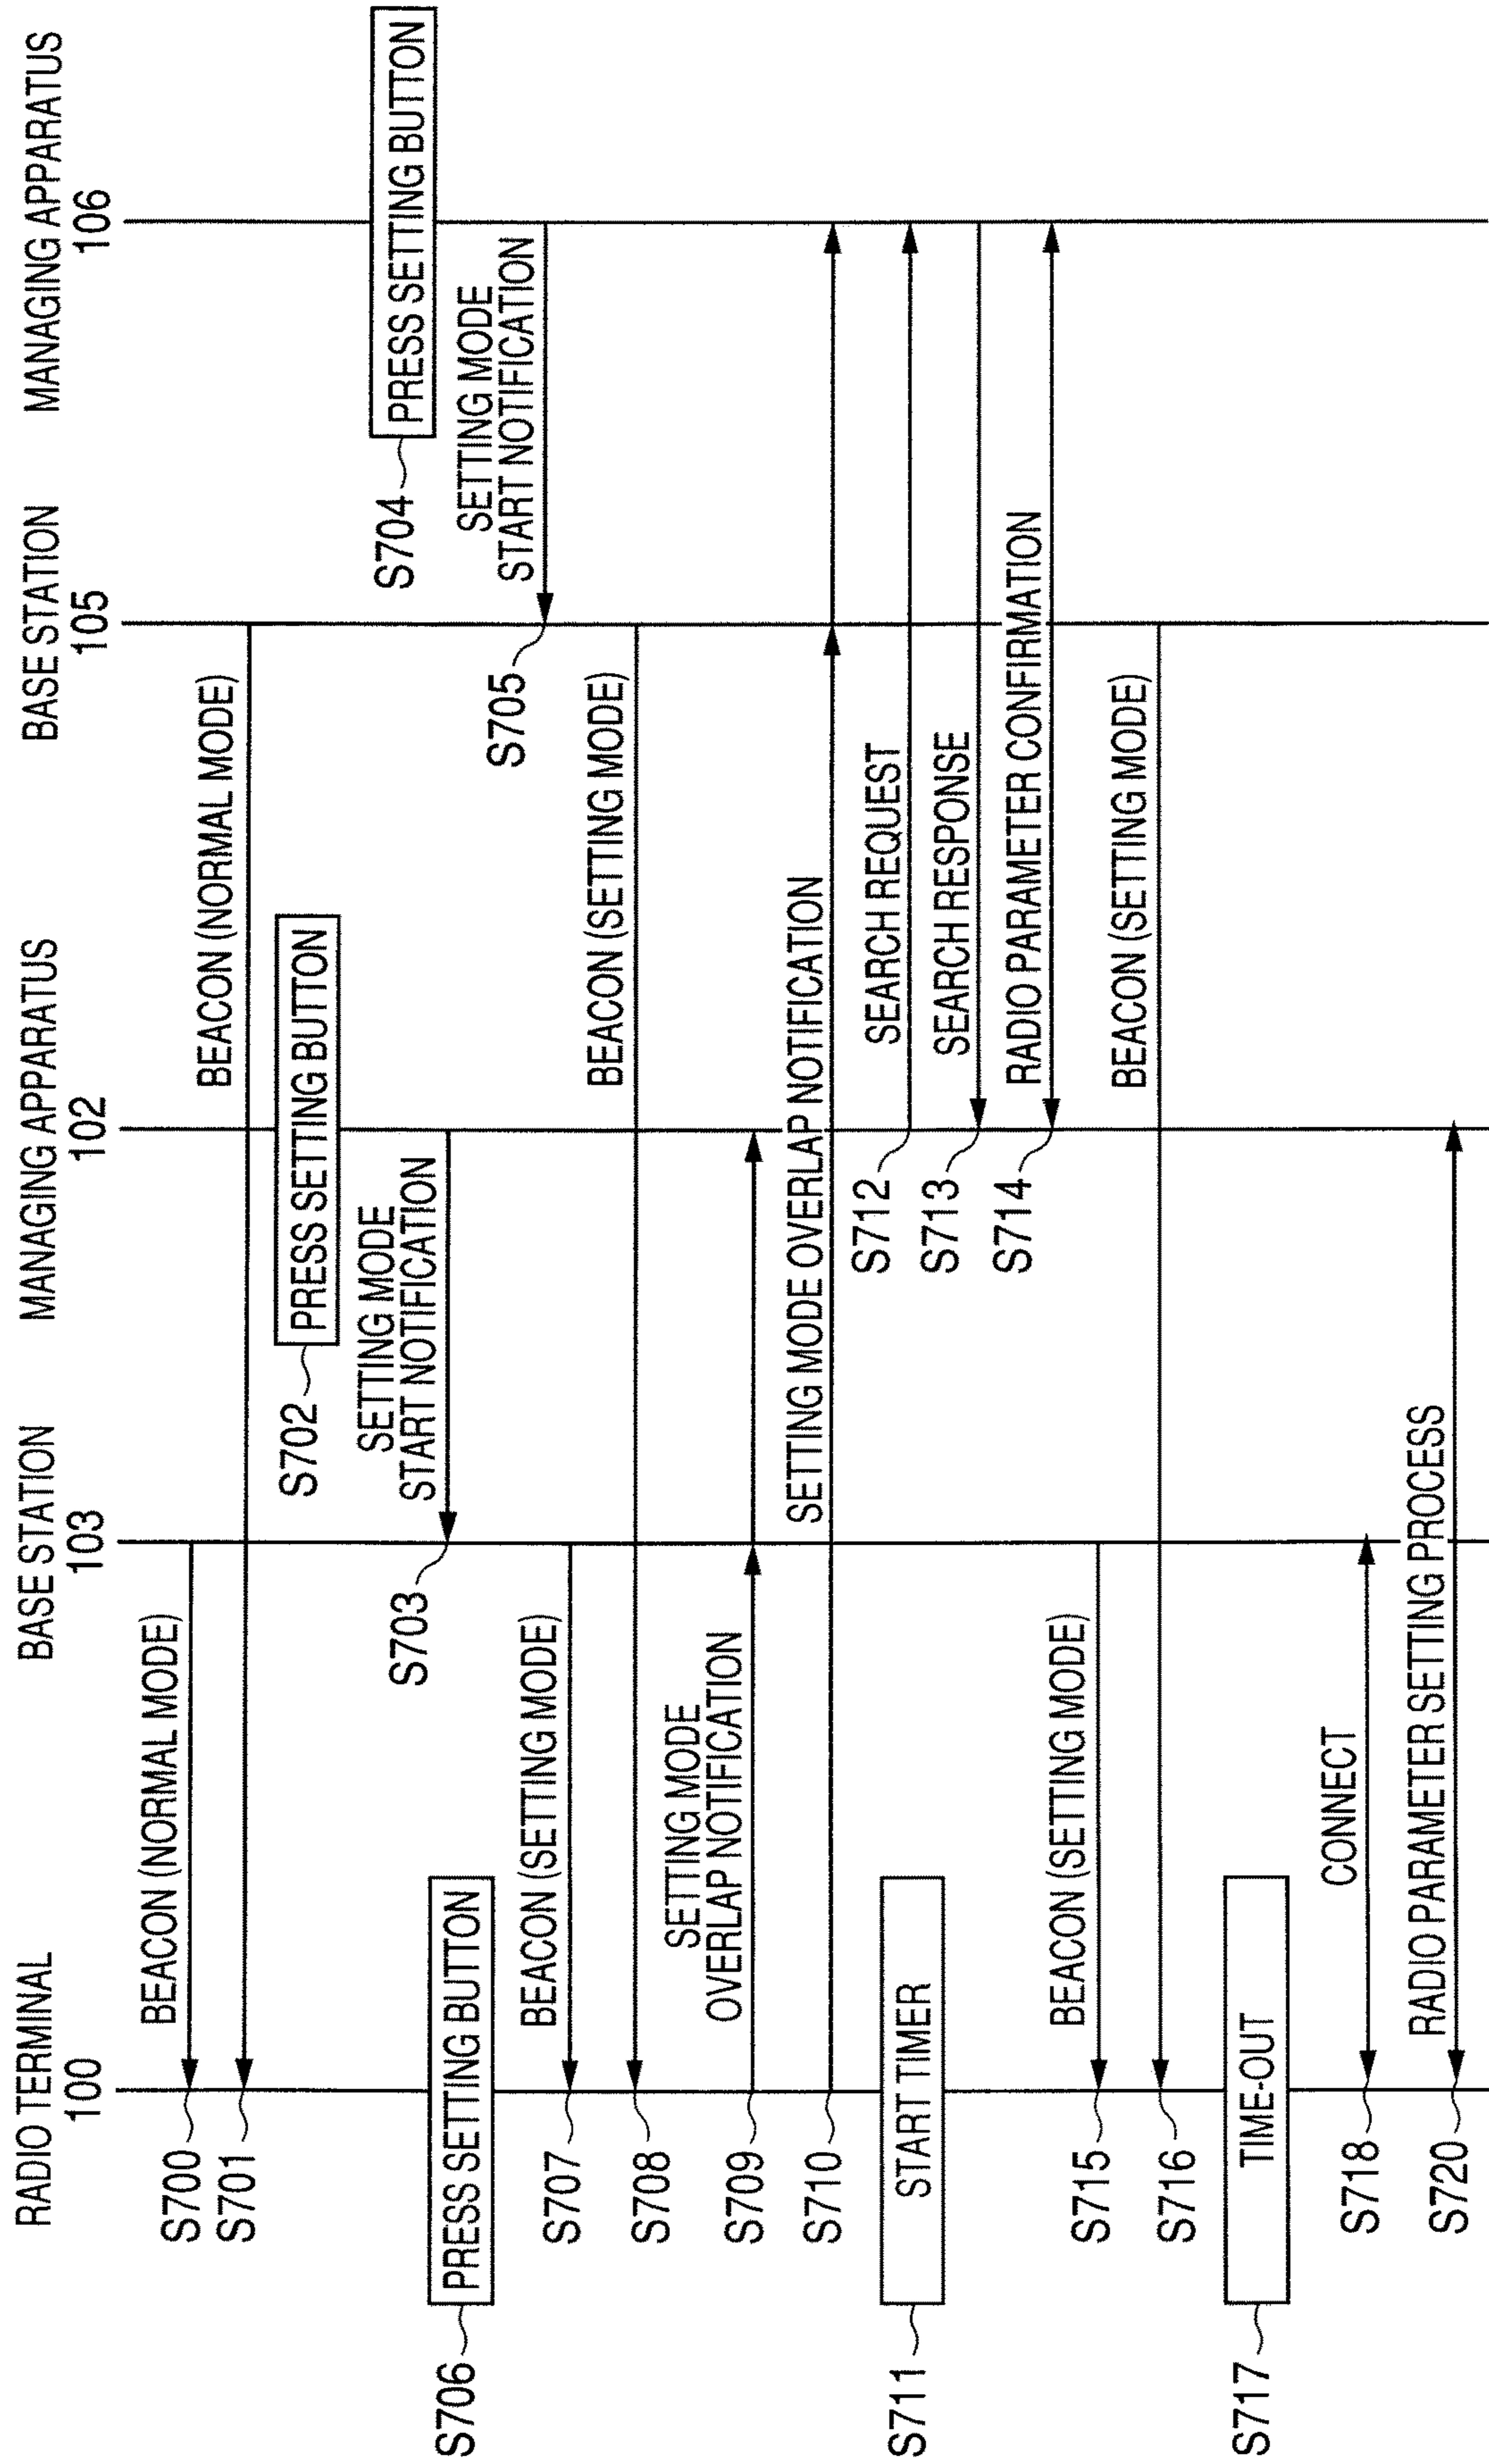 RADIO TERMINAL
100
BASE STATION
103
MANAGING APPARATUS
102
BASE STATION
105
MANAGING APPARATUS
106
S700
BEACON (NORMAL MODE)
S701
BEACON (NORMAL MODE)
S702
PRESS SETTING BUTTON
SETTING MODE
START NOTIFICATION
S703
S704
PRESS SETTING BUTTON
SETTING MODE
START NOTIFICATION
S705
S706
PRESS SETTING BUTTON
S707
BEACON (SETTING MODE)
S708
BEACON (SETTING MODE)
S709
SETTING MODE
OVERLAP NOTIFICATION
S710
SETTING MODE OVERLAP NOTIFICATION
S711
START TIMER
S712
SEARCH REQUEST
S713
SEARCH RESPONSE
S714
RADIO PARAMETER CONFIRMATION
S715
BEACON (SETTING MODE)
S716
BEACON (SETTING MODE)
S717
TIME-OUT
S718
CONNECT
S720
RADIO PARAMETER SETTING PROCESS